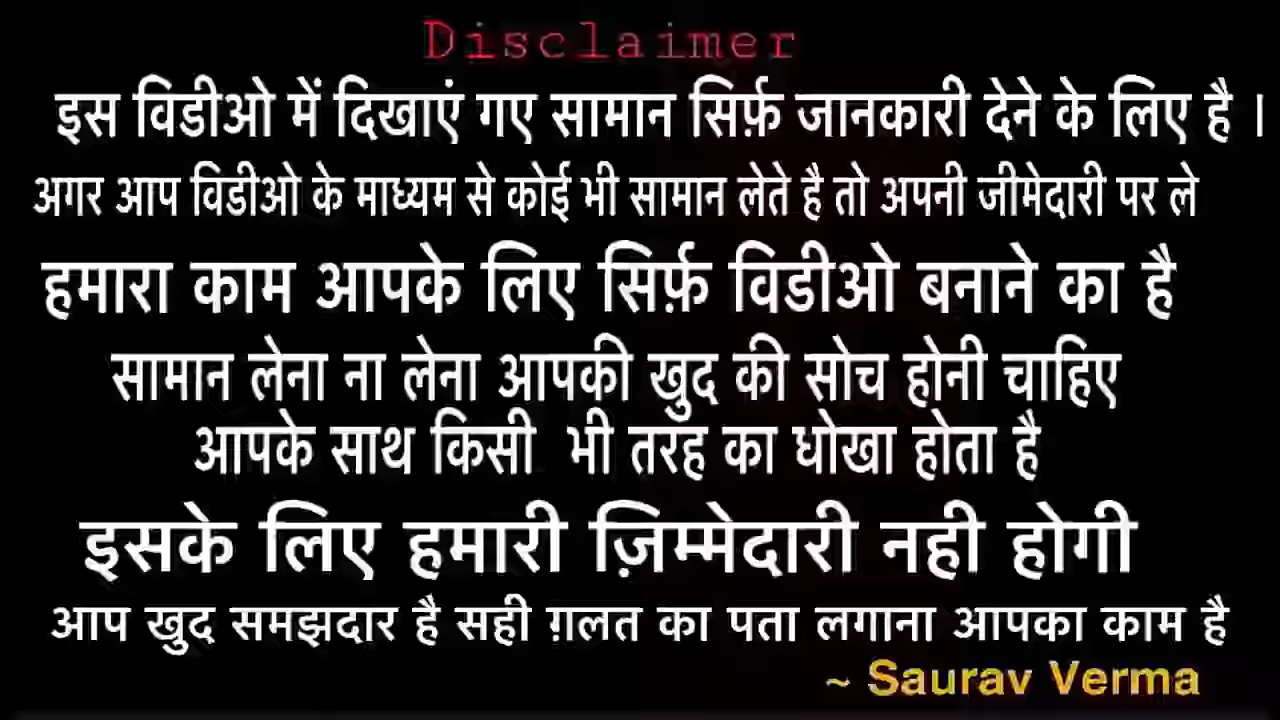 Disclaimer
इस विडीओ में दिखाएं गए सामान सिर्फ़ जानकारी देने के लिए है ।
अगर आप विडीओ के माध्यम से कोई भी सामान लेते है तो अपनी जीमेदारी पर ले
हमारा काम आपके लिए सिर्फ़ विडीओ बनाने का है
सामान लेना ना लेना आपकी खुद की सोच होनी चाहिए
आपके साथ किसी भी तरह का धोखा होता है
इसके लिए हमारी ज़िम्मेदारी नही होगी
आप खुद समझदार है सही ग़लत का पता लगाना आपका काम है
~ Saurav Verma